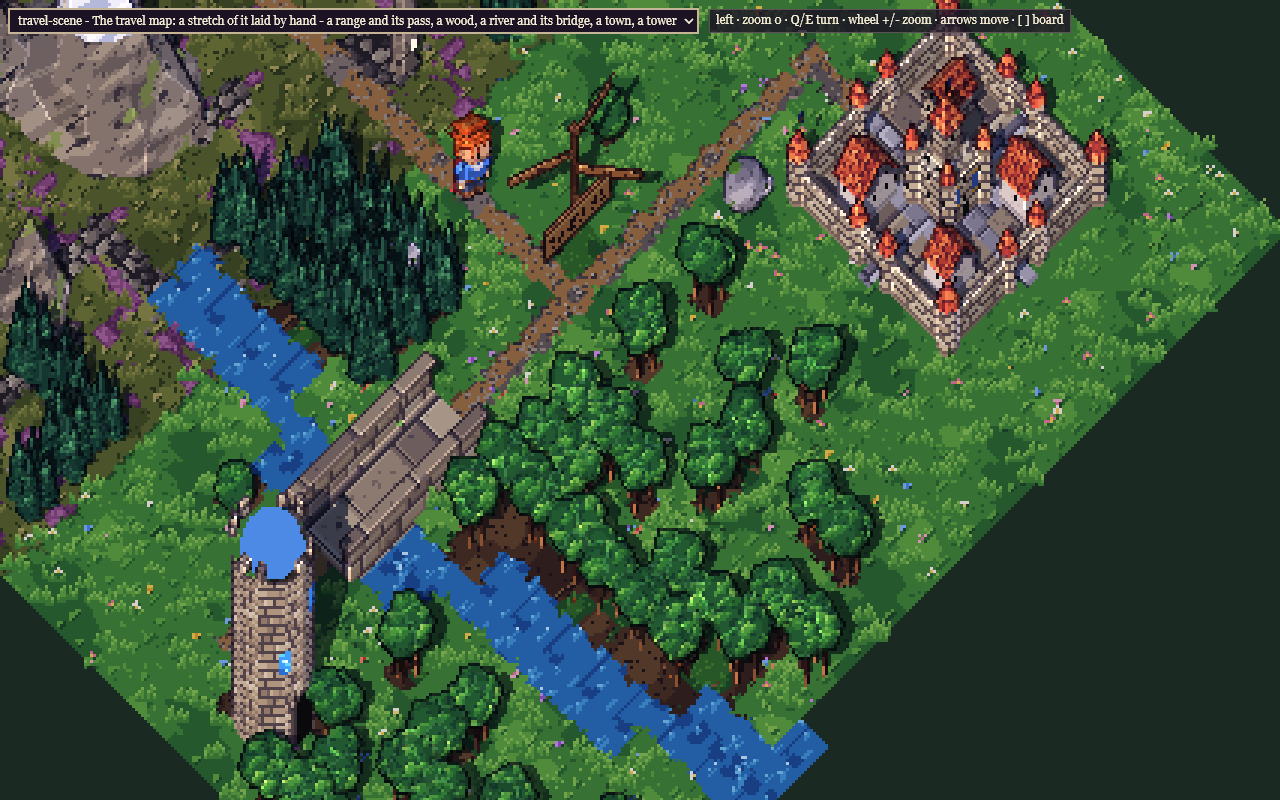 travel-scene - The travel map: a stretch of it laid by hand - a range and its pass, a wood, a river and its bridge, a town, a tower
left · zoom 0 · Q/E turn · wheel +/- zoom · arrows move · [ ] board